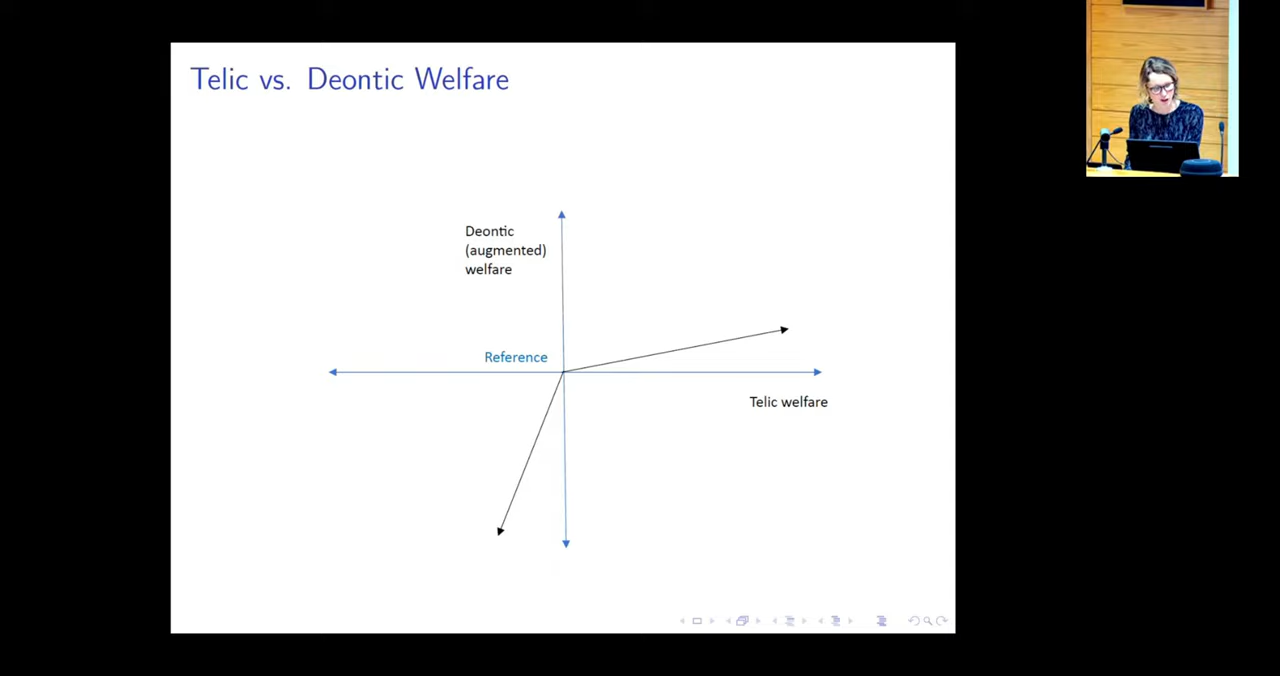 Telic vs. Deontic Welfare
Deontic
(augmented)
welfare
Reference
Telic welfare